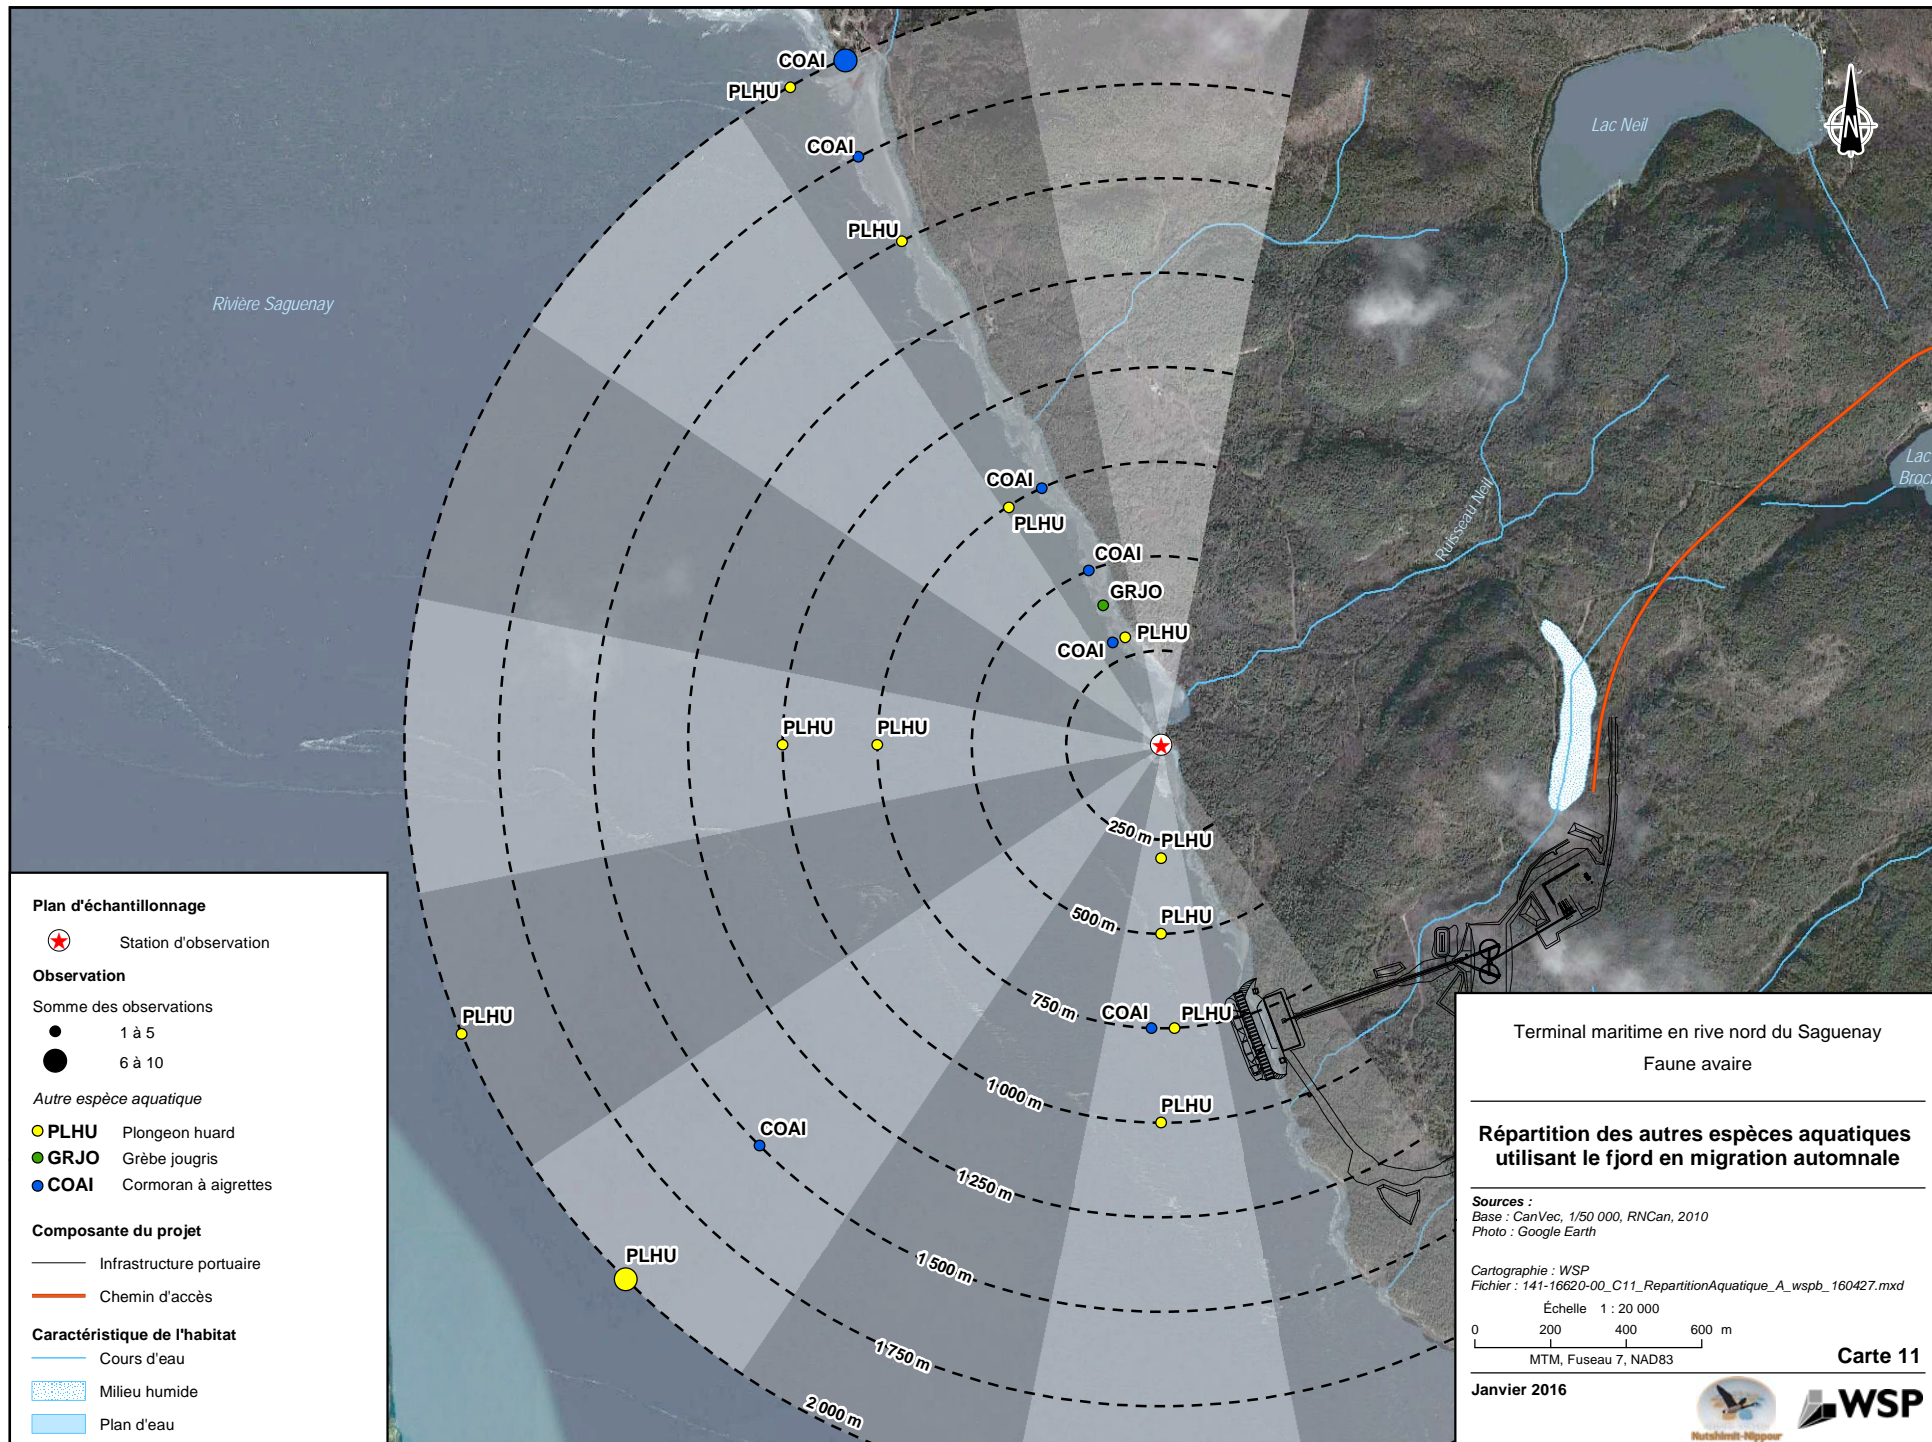 COAI
PLHU
COAI
PLHU
Lac Neil
N
Rivière Saguenay
COAI
PLHU
COAI
GRJO
PLHU
COAI
Ruisseau Neil
Lac
Broch
PLHU
PLHU
250 m
PLHU
500 m
PLHU
750 m
COAI
PLHU
1 000 m
PLHU
PLHU
COAI
1 250 m
PLHU
1 500 m
1 750 m
2 000 m
Plan d'échantillonnage
Station d'observation
Observation
Somme des observations
1 à 5
6 à 10
Autre espèce aquatique
PLHU Plongeon huard
GRJO Grèbe jougris
COAI Cormoran à aigrettes
Composante du projet
Infrastructure portuaire
Chemin d'accès
Caractéristique de l'habitat
Cours d'eau
Milieu humide
Plan d'eau
Terminal maritime en rive nord du Saguenay
Faune avaire
Répartition des autres espèces aquatiques
utilisant le fjord en migration automnale
Sources :
Base : CanVec, 1/50 000, RNCan, 2010
Photo : Google Earth
Cartographie : WSP
Fichier : 141-16620-00_C11_RepartitionAquatique_A_wspb_160427.mxd
Échelle 1 : 20 000
0 200 400 600 m
MTM, Fuseau 7, NAD83
Carte 11
Janvier 2016
Nutshimit-Nippour
WSP